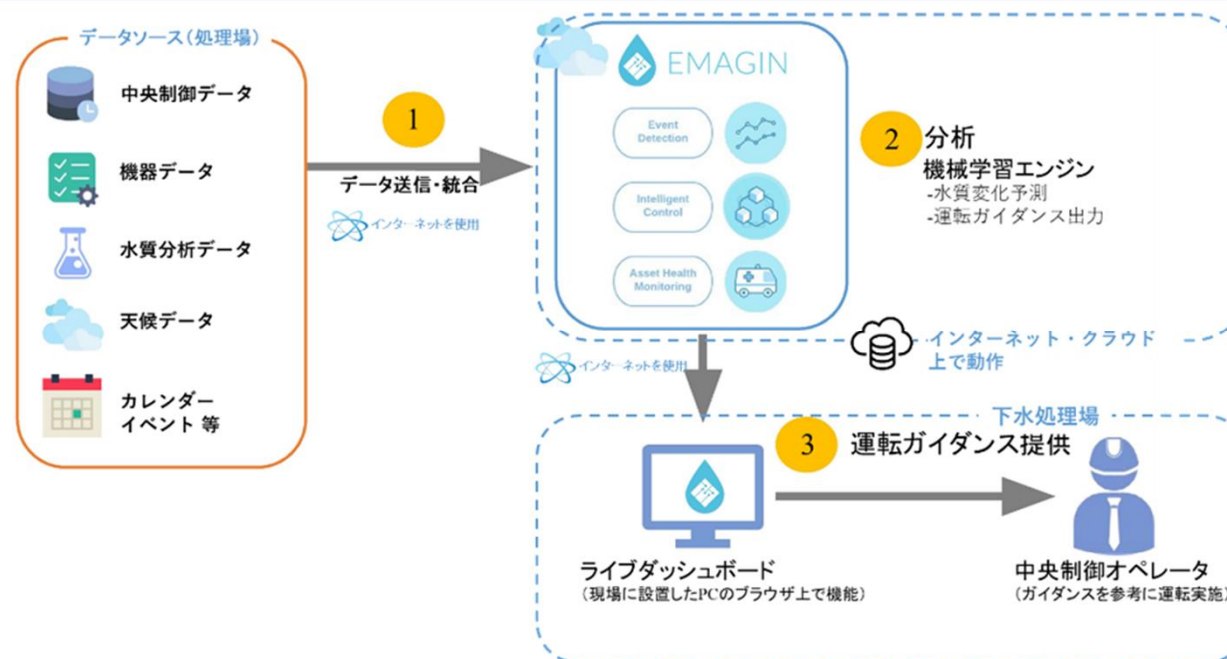 データソース（処理場）
中央制御データ
機器データ
水質分析データ
天候データ
カレンダー
イベント 等
1
データ送信・統合
インターネットを使用
EMAGIN
Event
Detection
Intelligent
Control
Asset Health
Monitoring
2
分析
機械学習エンジン
-水質変化予測
-運転ガイダンス出力
インターネット・クラウド
上で動作
インターネットを使用
下水処理場
3
運転ガイダンス提供
ライブダッシュボード
（現場に設置したPCのブラウザ上で機能）
中央制御オペレータ
（ガイダンスを参考に運転実施）